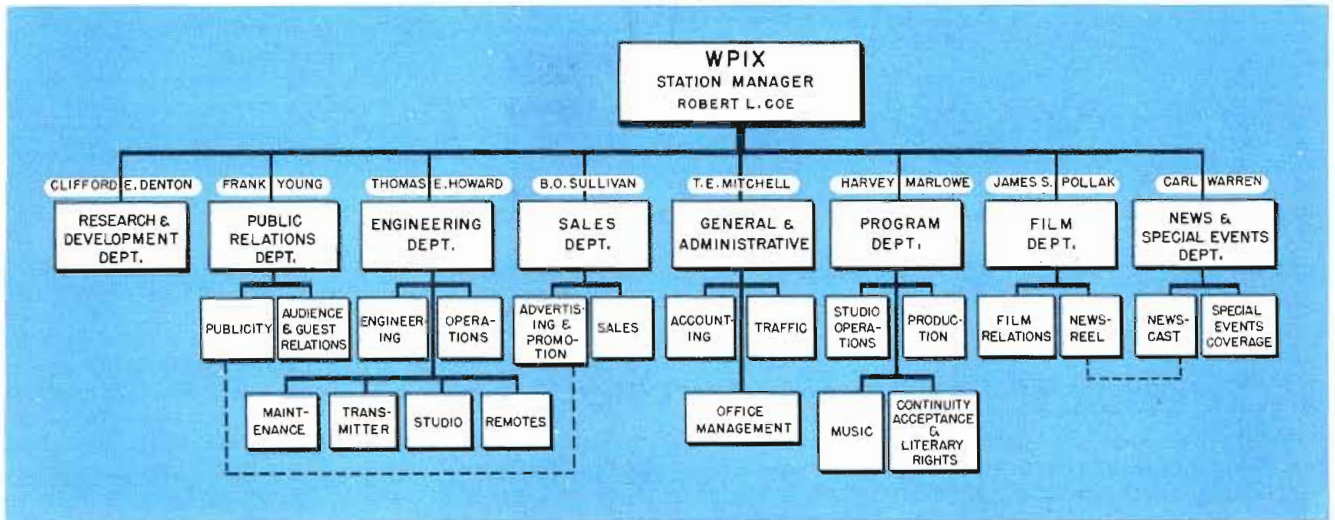 WPIX
STATION MANAGER
ROBERT L. COE
CLIFFORD E. DENTON
RESEARCH &
DEVELOPMENT
DEPT.
FRANK YOUNG
PUBLIC
RELATIONS
DEPT.
THOMAS E. HOWARD
ENGINEERING
DEPT.
B.O. SULLIVAN
SALES
DEPT.
T.E. MITCHELL
GENERAL &
ADMINISTRATIVE
HARVEY MARLOWE
PROGRAM
DEPT.
JAMES S. POLLAK
FILM
DEPT.
CARL WARREN
NEWS &
SPECIAL EVENTS
DEPT.
PUBLICITY
AUDIENCE
& GUEST
RELATIONS
ENGINEER-
ING
OPERA-
TIONS
ADVERTIS-
ING &
PROMO-
TION
SALES
ACCOUNT-
ING
TRAFFIC
STUDIO
OPERA-
TIONS
PRODUC-
TION
FILM
RELATIONS
NEWS-
REEL
NEWS-
CAST
SPECIAL
EVENTS
COVERAGE
MAINT-
ENANCE
TRANS-
MITTER
STUDIO
REMOTES
OFFICE
MANAGEMENT
MUSIC
CONTINUITY
ACCEPTANCE
&
LITERARY
RIGHTS